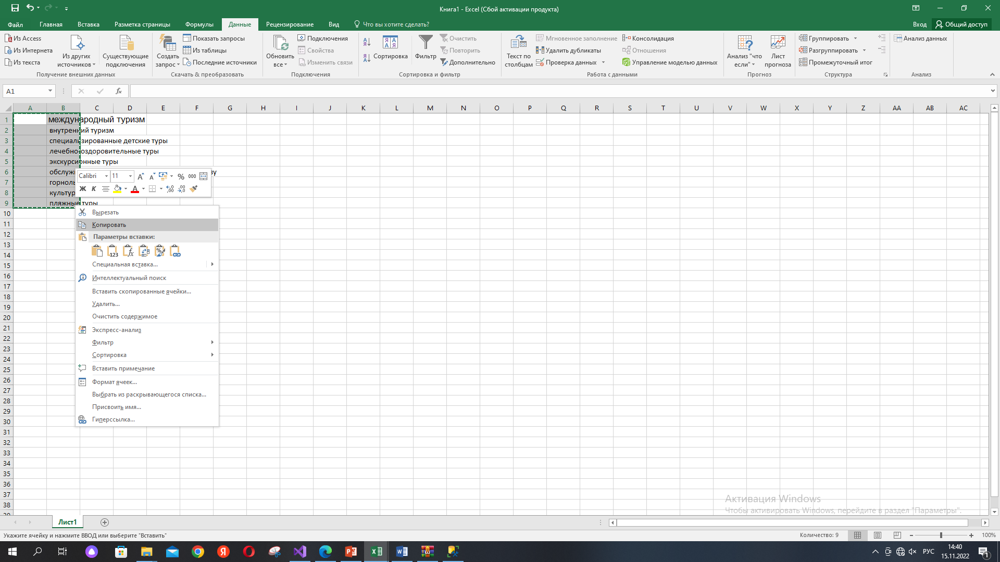 Книга1 - Excel (Сбой активации продукта)
Файл Главная Вставка Разметка страницы Формулы Данные Рецензирование Вид Что вы хотите сделать? Вход Общий доступ
Из Access
Из Интернета
Из текста
Из других источников
Существующие подключения
Получение внешних данных
Создать запрос
Показать запросы
Из таблицы
Последние источники
Скачать & преобразовать
Обновить все
Подключения
Свойства
Изменить связи
Подключения
Сортировка
Фильтр
Очистить
Повторить
Дополнительно
Сортировка и фильтр
Текст по столбцам
Мгновенное заполнение
Удалить дубликаты
Проверка данных
Консолидация
Отношения
Управление моделью данных
Работа с данными
Анализ "что если"
Лист прогноза
Прогноз
Группировать
Разгруппировать
Промежуточный итог
Структура
Анализ данных
Анализ
A1 fx
A B C D E F G H I J K L M N O P Q R S T U V W X Y Z AA AB AC
1 международный туризм
2 внутренний туризм
3 специализированные детские туры
4 лечебно-оздоровительные туры
5 экскурсионные туры
6 обслуж ву
7 горноль
8 культур
9 пляжные туры
10
11
12
13
14
15
16
17
18
19
20
21
22
23
24
25
26
27
28
29
30
31
32
33
34
35
36
37
38
39
Calibri 11 % 000
Ж К A
Вырезать
Копировать
Параметры вставки:
123 fx %
Специальная вставка...
Интеллектуальный поиск
Вставить скопированные ячейки...
Удалить...
Очистить содержимое
Экспресс-анализ
Фильтр
Сортировка
Вставить примечание
Формат ячеек...
Выбрать из раскрывающегося списка...
Присвоить имя...
Гиперссылка...
Активация Windows
Чтобы активировать Windows, перейдите в раздел "Параметры".
Лист1
Укажите ячейку и нажмите ВВОД или выберите "Вставить"
Количество: 9 100%
РУС
14:40
15.11.2022
1